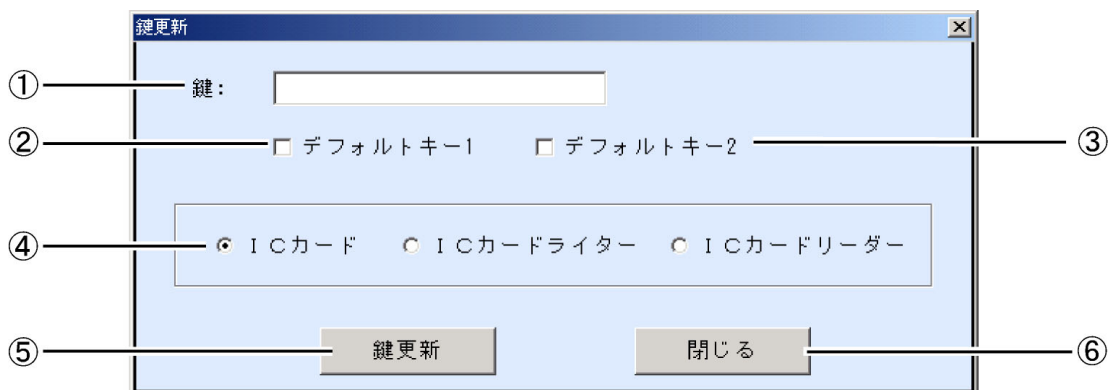 鍵更新
① 鍵:
② デフォルトキー1 デフォルトキー2 ③
④ ICカード ICカードライター ICカードリーダー
⑤ 鍵更新 閉じる ⑥